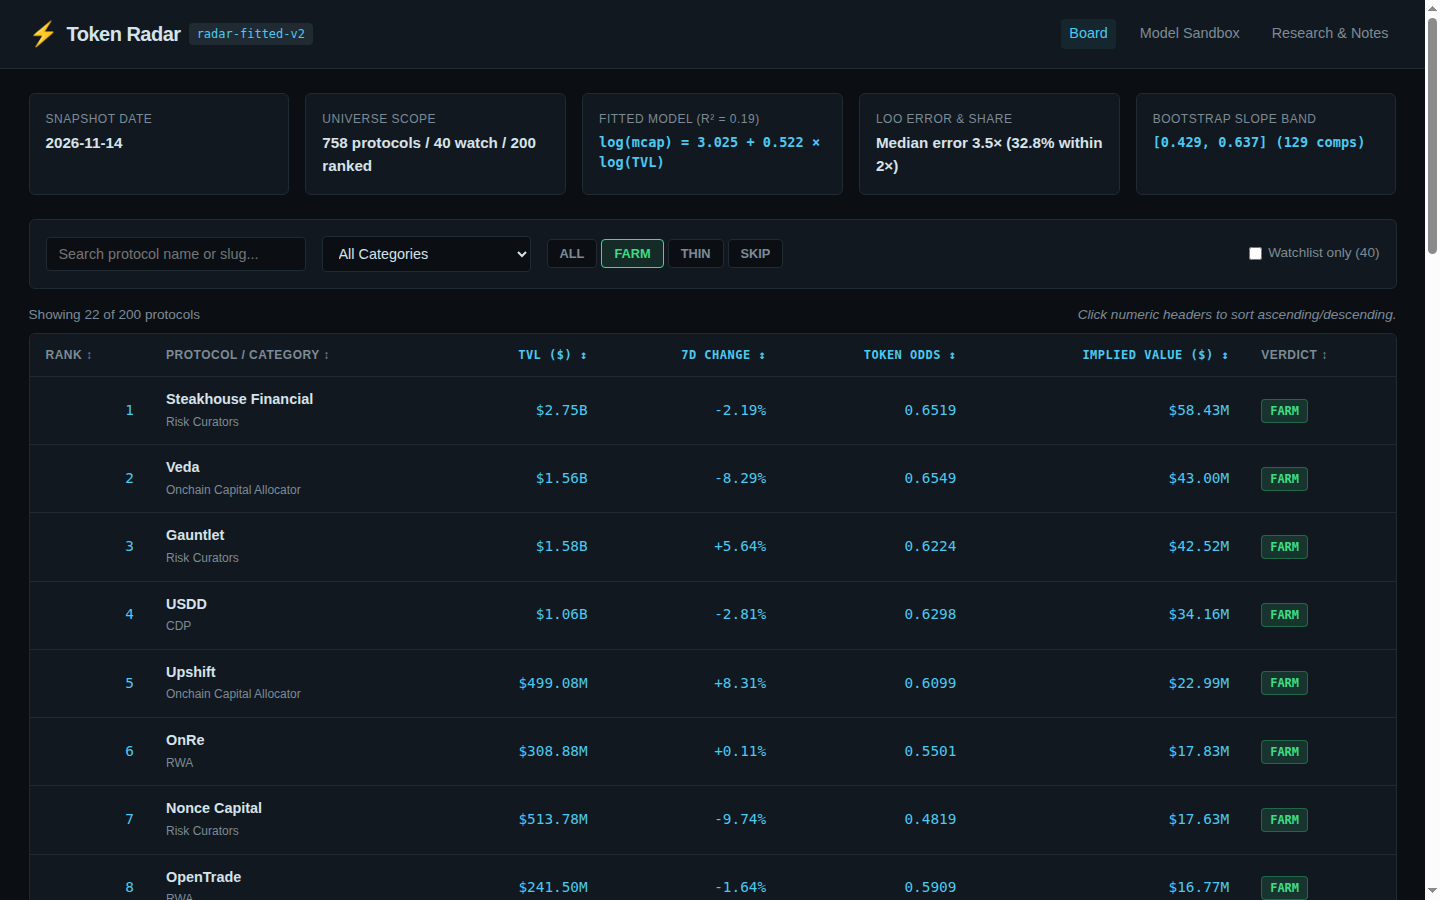 ⚡ Token Radar radar-fitted-v2 Board Model Sandbox Research & Notes
SNAPSHOT DATE
2026-11-14
UNIVERSE SCOPE
758 protocols / 40 watch / 200
ranked
FITTED MODEL (R² = 0.19)
log(mcap) = 3.025 + 0.522 ×
log(TVL)
LOO ERROR & SHARE
Median error 3.5× (32.8% within
2×)
BOOTSTRAP SLOPE BAND
[0.429, 0.637] (129 comps)
Search protocol name or slug... All Categories ALL FARM THIN SKIP Watchlist only (40)
Showing 22 of 200 protocols Click numeric headers to sort ascending/descending.
RANK ↕ PROTOCOL / CATEGORY ↕ TVL ($) ↕ 7D CHANGE ↕ TOKEN ODDS ↕ IMPLIED VALUE ($) ↕ VERDICT ↕
1 Steakhouse Financial $2.75B -2.19% 0.6519 $58.43M FARM
Risk Curators
2 Veda $1.56B -8.29% 0.6549 $43.00M FARM
Onchain Capital Allocator
3 Gauntlet $1.58B +5.64% 0.6224 $42.52M FARM
Risk Curators
4 USDD $1.06B -2.81% 0.6298 $34.16M FARM
CDP
5 Upshift $499.08M +8.31% 0.6099 $22.99M FARM
Onchain Capital Allocator
6 OnRe $308.88M +0.11% 0.5501 $17.83M FARM
RWA
7 Nonce Capital $513.78M -9.74% 0.4819 $17.63M FARM
Risk Curators
8 OpenTrade $241.50M -1.64% 0.5909 $16.77M FARM
RWA